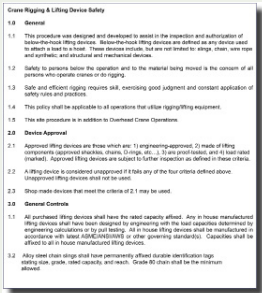 Crane Rigging & Lifting Device Safety
1.0 General
1.1 This procedure was designed and developed to assist in the inspection and authorization of
below-the-hook lifting devices. Below-the-hook lifting devices are defined as any device used
to attach a load to a hoist. These devices include, but are not limited to: slings, chain, wire rope
and synthetic; and structural and mechanical devices.
1.2 Safety to persons below the operation and to the material being moved is the concern of all
persons who operate cranes or do rigging.
1.3 Safe and efficient rigging requires skill, exercising good judgment and constant application of
safety rules and practices.
1.4 This policy shall be applicable to all operations that utilize rigging/lifting equipment.
1.5 This site procedure is in addition to Overhead Crane Operations.
2.0 Device Approval
2.1 Approved lifting devices are those which are: 1) engineering-approved, 2) made of lifting
components (approved shackles, chains, O-rings, etc...), 3) are proof-tested, and 4) load rated
(marked). Approved lifting devices are subject to further inspection as defined in these criteria.
2.2 A lifting device is considered unapproved if it fails any of the four criteria defined above.
Unapproved lifting devices shall not be used.
2.3 Shop made devices that meet the criteria of 2.1 may be used.
3.0 General Controls
1.1 All purchased lifting devices shall have the rated capacity affixed. Any in house manufactured
lifting devices shall have been designed by engineering with the load capacities determined by
engineering calculations or by pull testing. All in house lifting devices shall be manufactured in
accordance with latest ASME/ANSI/AWS or other governing standard(s). Capacities shall be
affixed to all in house manufactured lifting devices.
3.2 Alloy steel chain slings shall have permanently affixed durable identification tags
stating size, grade, rated capacity, and reach. Grade 80 chain shall be the minimum
allowed